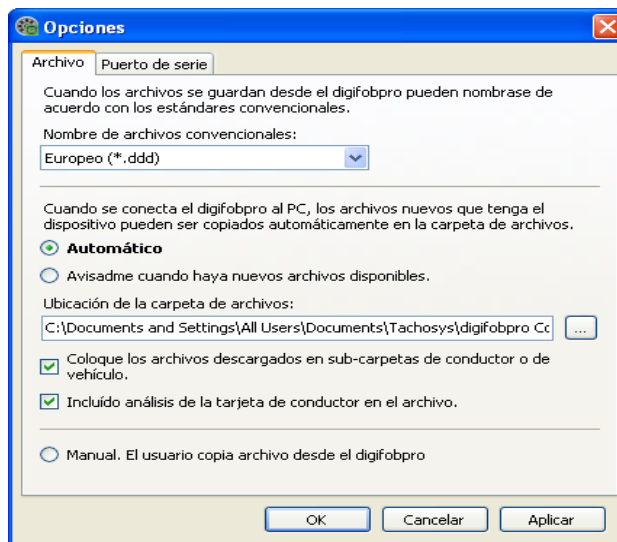 Opciones
Archivo
Puerto de serie
Cuando los archivos se guardan desde el digifobpro pueden nombrase de
acuerdo con los estándares convencionales.
Nombre de archivos convencionales:
Europeo (*.ddd)
Cuando se conecta el digifobpro al PC, los archivos nuevos que tenga el
dispositivo pueden ser copiados automáticamente en la carpeta de archivos.
Automático
Avisadme cuando haya nuevos archivos disponibles.
Ubicación de la carpeta de archivos:
C:\Documents and Settings\All Users\Documents\Tachosys\digifobpro Cc
...
Coloque los archivos descargados en sub-carpetas de conductor o de
vehículo.
Incluído análisis de la tarjeta de conductor en el archivo.
Manual. El usuario copia archivo desde el digifobpro
OK
Cancelar
Aplicar